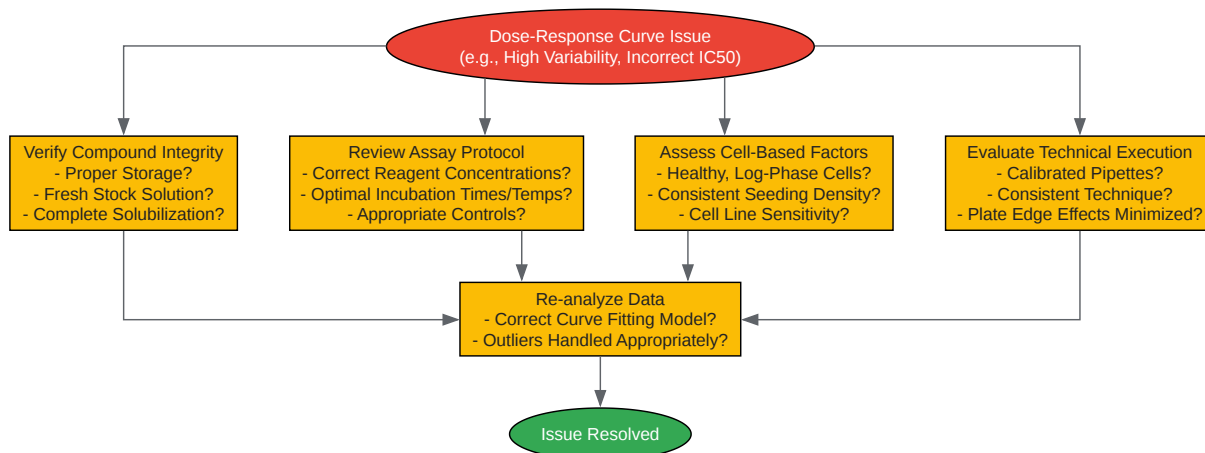 Dose-Response Curve Issue
(e.g., High Variability, Incorrect IC50)
Verify Compound Integrity
- Proper Storage?
- Fresh Stock Solution?
- Complete Solubilization?
Review Assay Protocol
- Correct Reagent Concentrations?
- Optimal Incubation Times/Temps?
- Appropriate Controls?
Assess Cell-Based Factors
- Healthy, Log-Phase Cells?
- Consistent Seeding Density?
- Cell Line Sensitivity?
Evaluate Technical Execution
- Calibrated Pipettes?
- Consistent Technique?
- Plate Edge Effects Minimized?
Re-analyze Data
- Correct Curve Fitting Model?
- Outliers Handled Appropriately?
Issue Resolved